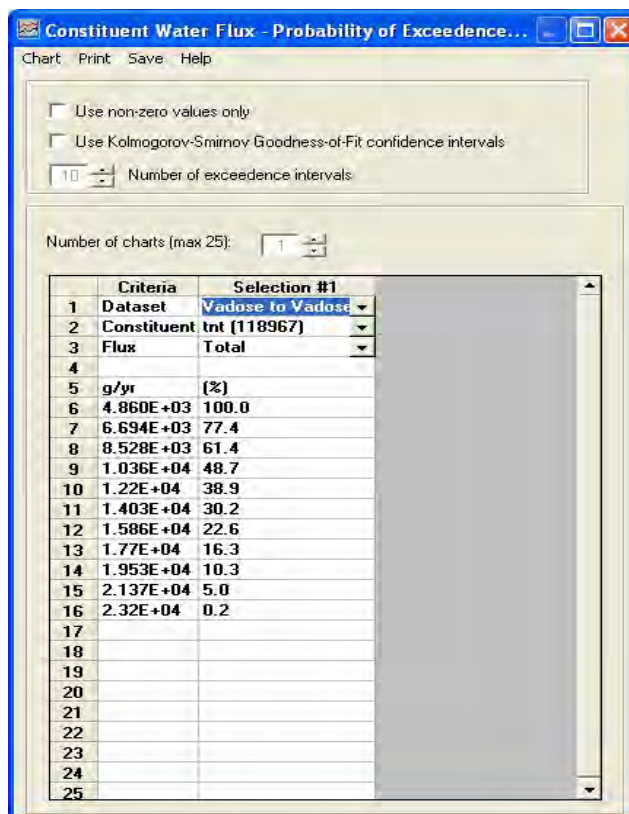 Constituent Water Flux - Probability of Exceedence...
Chart Print Save Help
Use non-zero values only
Use Kolmogorov-Smirnov Goodness-of-Fit confidence intervals
10 Number of exceedence intervals
Number of charts (max 25): 1
Criteria Selection #1
1 Dataset Vadose to Vadose
2 Constituent tnt (118967)
3 Flux Total
4
5 g/yr (%)
6 4.860E+03 100.0
7 6.694E+03 77.4
8 8.528E+03 61.4
9 1.036E+04 48.7
10 1.22E+04 38.9
11 1.403E+04 30.2
12 1.586E+04 22.6
13 1.77E+04 16.3
14 1.953E+04 10.3
15 2.137E+04 5.0
16 2.32E+04 0.2
17
18
19
20
21
22
23
24
25